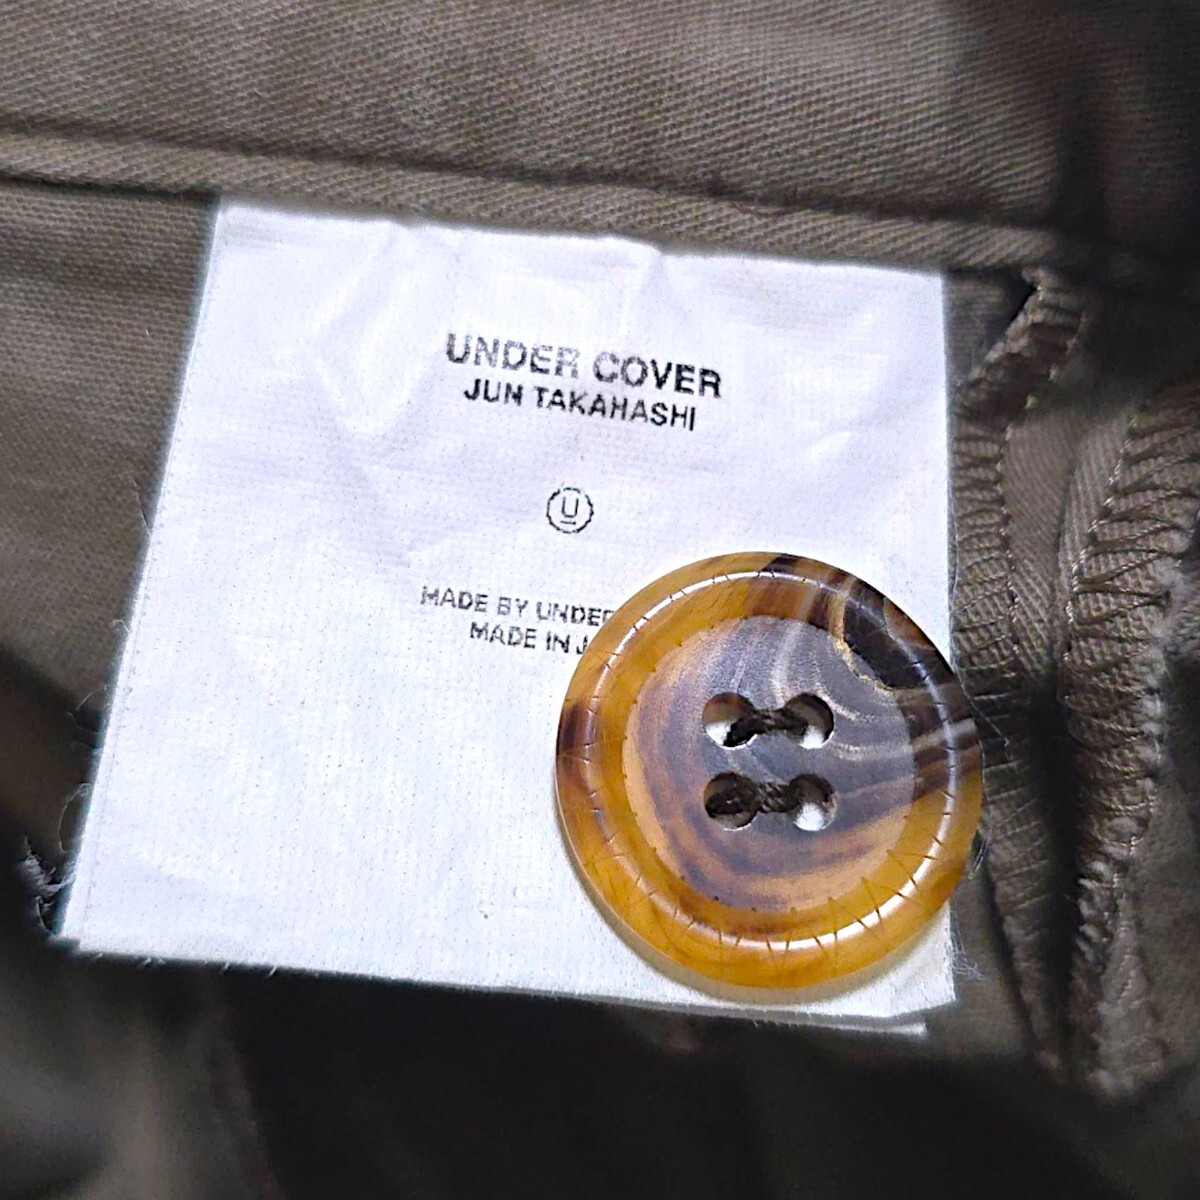 UNDER COVER
JUN TAKAHASHI
U
MADE BY UNDER
MADE IN J